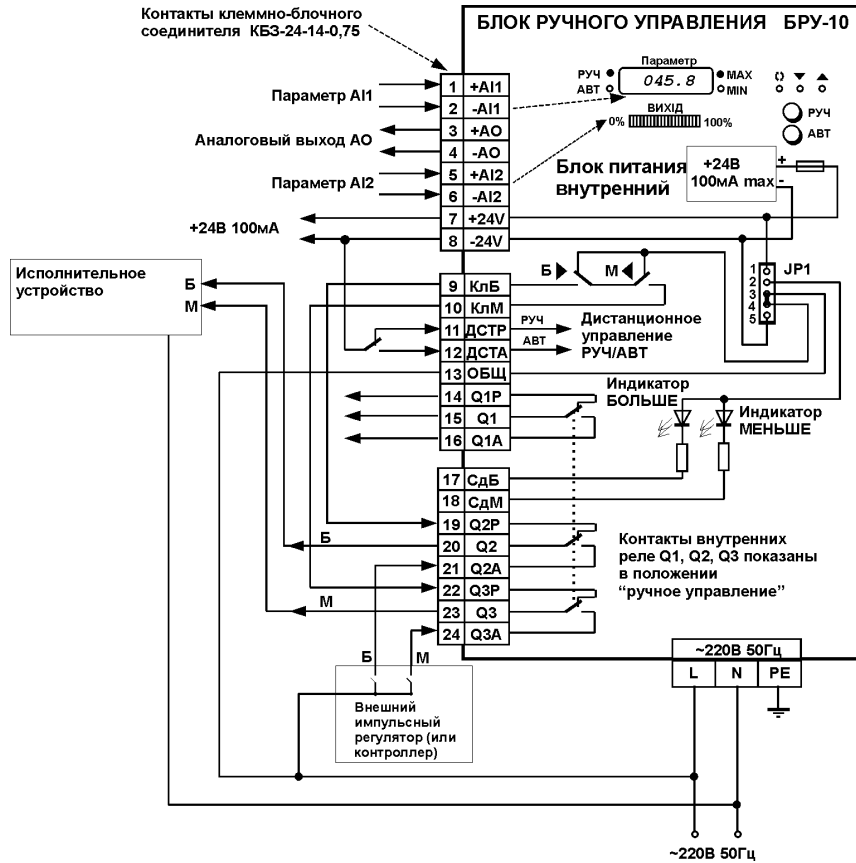 Контакты клеммно-блочного
соединителя КБЗ-24-14-0,75
БЛОК РУЧНОГО УПРАВЛЕНИЯ БРУ-10
Параметр
РУЧ
АВТ
045.8
MAX
MIN
РУЧ
АВТ
ВИХІД
0%
100%
Параметр AI1
Аналоговый выход АО
Параметр AI2
+24В 100мА
1 +AI1
2 -AI1
3 +AO
4 -AO
5 +AI2
6 -AI2
7 +24V
8 -24V
Блок питания
внутренний
+24В
100мА max
+
-
Исполнительное
устройство
Б
М
9 КлБ
10 КлМ
11 ДСТР
12 ДСТА
13 ОБЩ
14 Q1P
15 Q1
16 Q1A
Б
М
РУЧ
АВТ
Дистанционное
управление
РУЧ/АВТ
1
2
3
4
5
JP1
Индикатор
БОЛЬШЕ
Индикатор
МЕНЬШЕ
17 СдБ
18 СдМ
19 Q2P
20 Q2
21 Q2A
22 Q3P
23 Q3
24 Q3A
Б
М
Контакты внутренних
реле Q1, Q2, Q3 показаны
в положении
“ручное управление”
Б
М
Внешний
импульсный
регулятор (или
контроллер)
~220В 50Гц
L N PE
~220В 50Гц